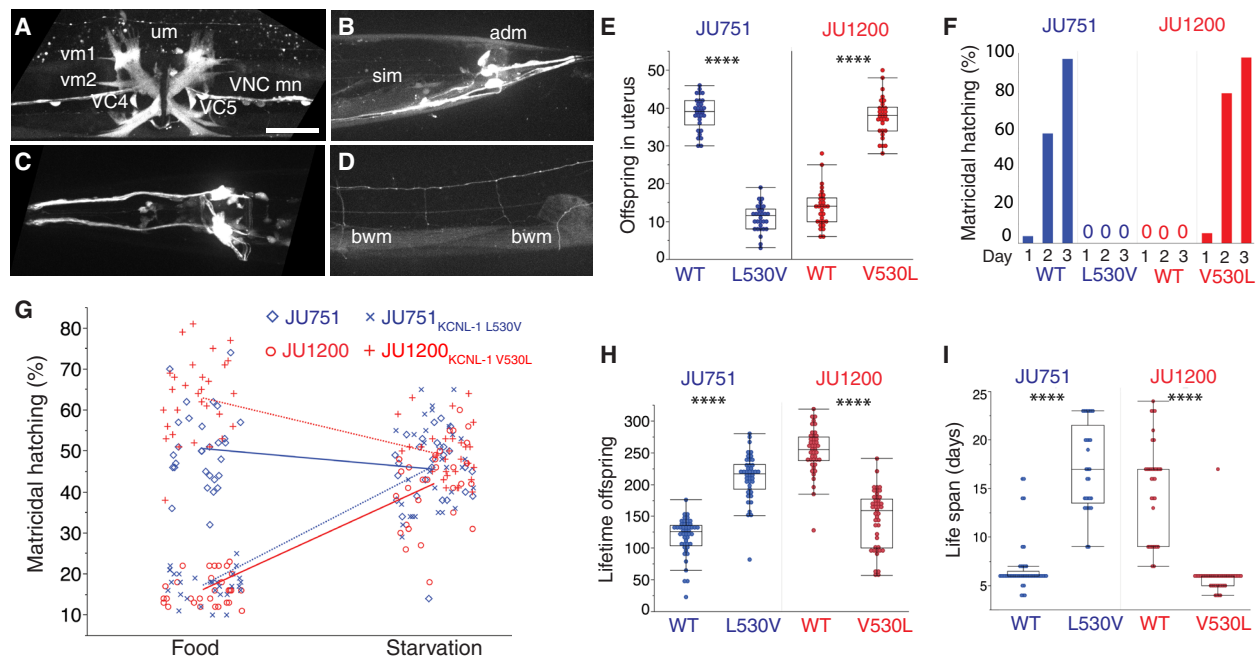 A
um
vm1
vm2
VNC mn
VC4
VC5
B
adm
sim
C
D
bwm
bwm
E
JU751
JU1200
****
****
Offspring in uterus
50
40
30
20
10
0
WT
L530V
WT
V530L
F
JU751
JU1200
Matricidal hatching (%)
100
80
60
40
20
0
0 0 0
0 0 0
Day 1 2 3 1 2 3 1 2 3 1 2 3
WT
L530V
WT
V530L
G
JU751
JU751 KCNL-1 L530V
JU1200
JU1200 KCNL-1 V530L
Matricidal hatching (%)
80
70
60
50
40
30
20
10
Food
Starvation
H
JU751
JU1200
****
****
Lifetime offspring
300
250
200
150
100
50
0
WT
L530V
WT
V530L
I
JU751
JU1200
****
****
Life span (days)
25
20
15
10
5
WT
L530V
WT
V530L